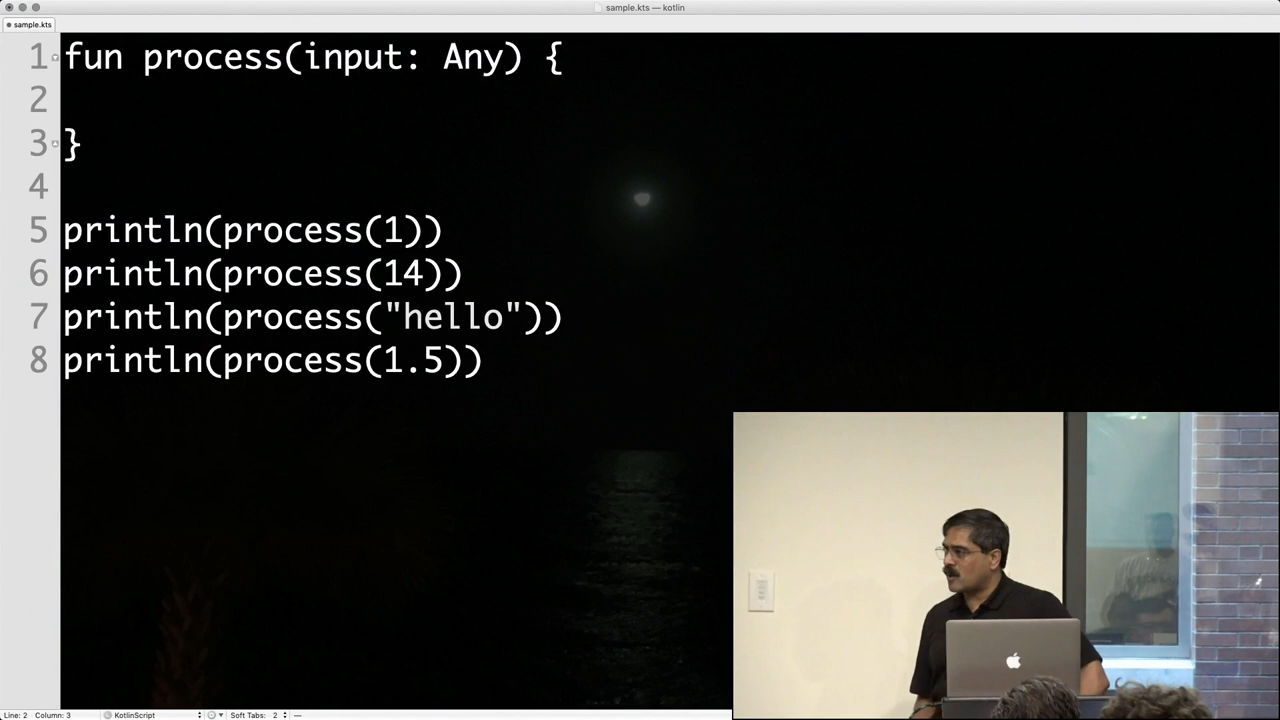 sample.kts — kotlin
sample.kts
1 fun process(input: Any) {
2
3 }
4
5 println(process(1))
6 println(process(14))
7 println(process("hello"))
8 println(process(1.5))
Line: 2 Column: 3 KotlinScript Soft Tabs: 2 —